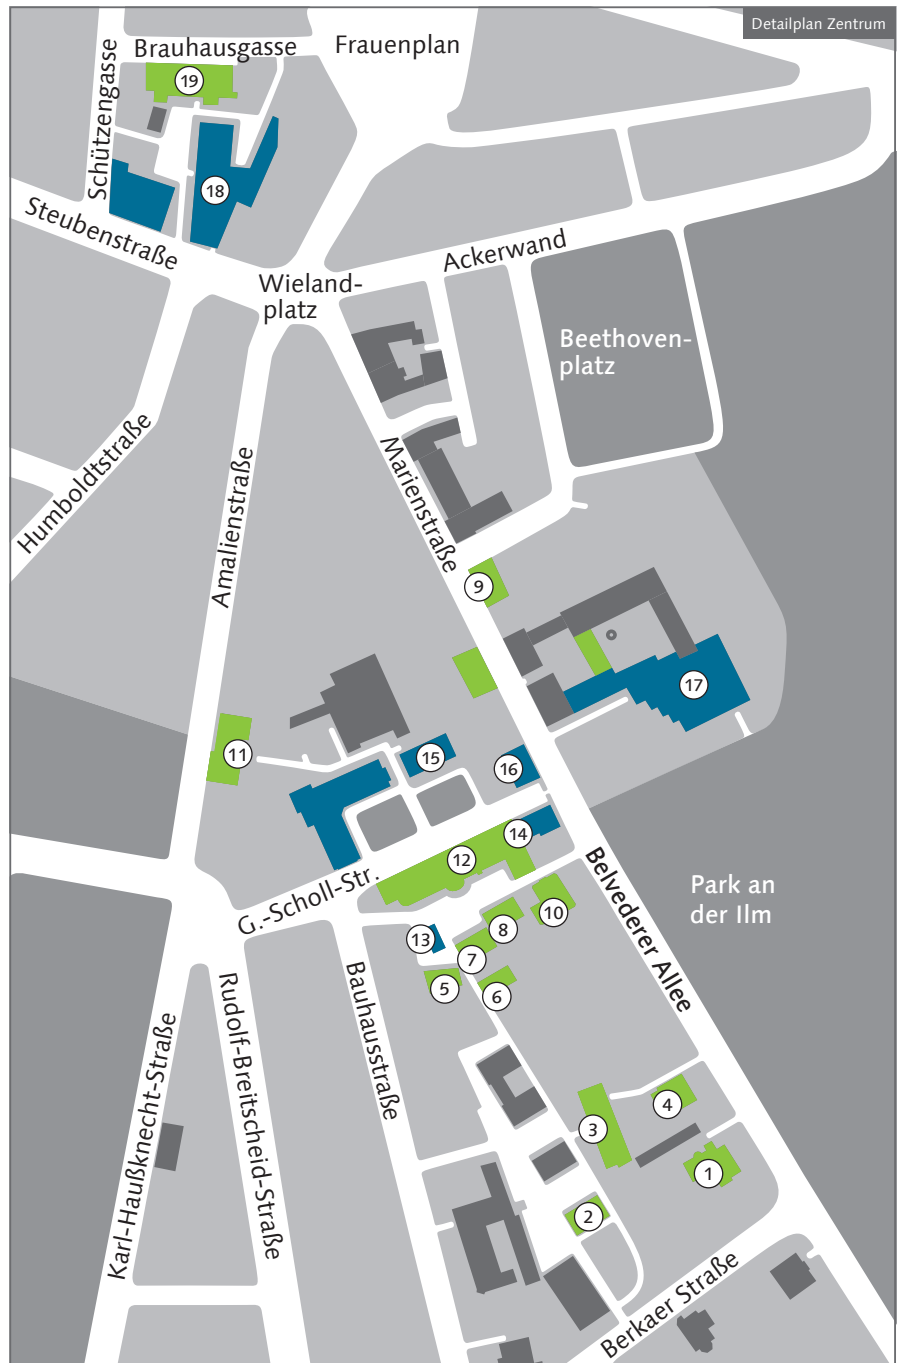 Detailplan Zentrum
Brauhausgasse
Frauenplan
Schützengasse
19
18
Steubenstraße
Ackerwand
Wieland-
platz
Beethoven-
platz
Humboldtstraße
Amalienstraße
Marienstraße
9
17
11
15
16
14
12
G.-Scholl-Str.
Belvederer Allee
Park an
der Ilm
10
8
13
7
5
6
Bauhausstraße
Rudolf-Breitscheid-Straße
Karl-Haußknecht-Straße
4
3
1
2
Berkaer Straße